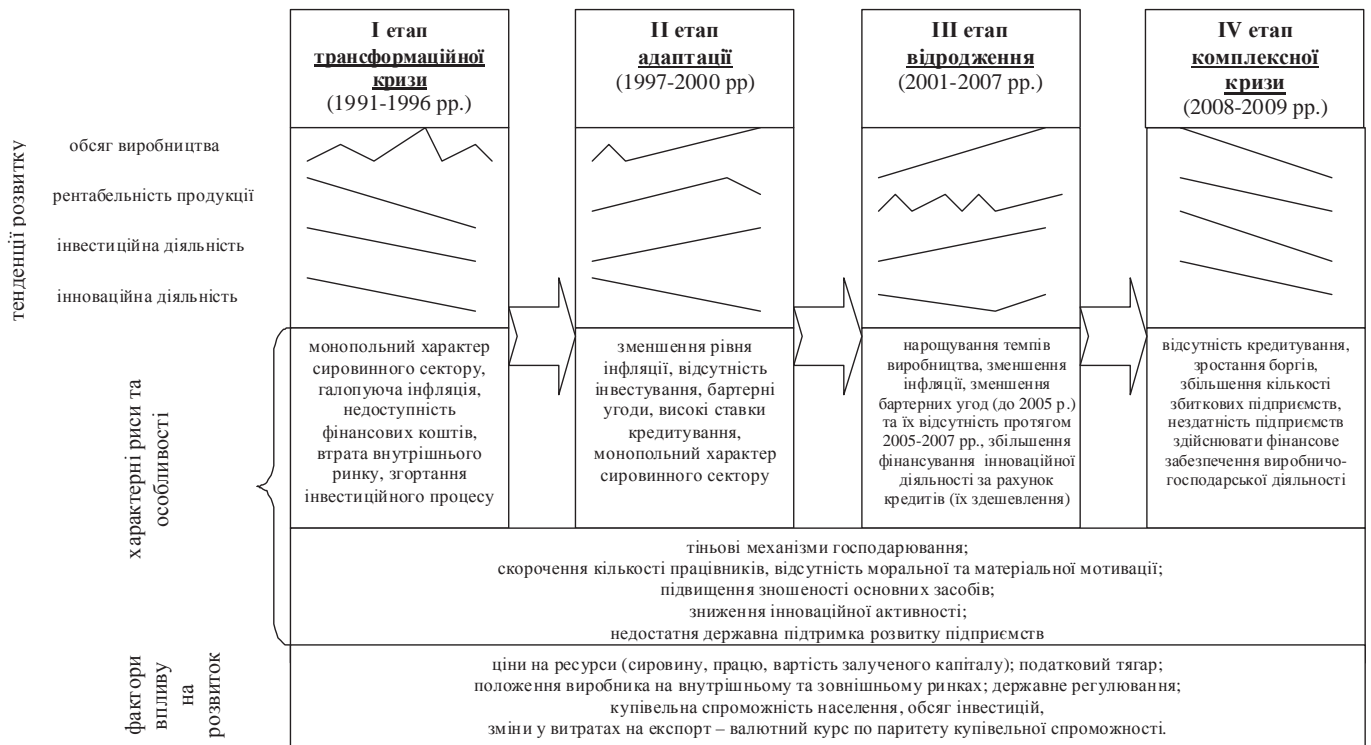 I етап
трансформаційної
кризи
(1991-1996 рр.)
II етап
адаптації
(1997-2000 рр)
III етап
відродження
(2001-2007 рр.)
IV етап
комплексної
кризи
(2008-2009 рр.)
тенденції розвитку
обсяг виробництва
рентабельність продукції
інвестиційна діяльність
інноваційна діяльність
характерні риси та
особливості
монопольний характер
сировинного сектору,
галопуюча інфляція,
недоступність
фінансових коштів,
втрата внутрішнього
ринку, згортання
інвестиційного процесу
зменшення рівня
інфляції, відсутність
інвестування, бартерні
угоди, високі ставки
кредитування,
монопольний характер
сировинного сектору
нарощування темпів
виробництва, зменшення
інфляції, зменшення
бартерних угод (до 2005 р.)
та їх відсутність протягом
2005-2007 рр., збільшення
фінансування інноваційної
діяльності за рахунок
кредитів (їх здешевлення)
відсутність кредитування,
зростання боргів,
збільшення кількості
збиткових підприємств,
нездатність підприємств
здійснювати фінансове
забезпечення виробничо-
господарської діяльності
тіньові механізми господарювання;
скорочення кількості працівників, відсутність моральної та матеріальної мотивації;
підвищення зношеності основних засобів;
зниження інноваційної активності;
недостатня державна підтримка розвитку підприємств
фактори
впливу
на
розвиток
ціни на ресурси (сировину, працю, вартість залученого капіталу); податковий тягар;
положення виробника на внутрішньому та зовнішньому ринках; державне регулювання;
купівельна спроможність населення, обсяг інвестицій,
зміни у витратах на експорт – валютний курс по паритету купівельної спроможності.